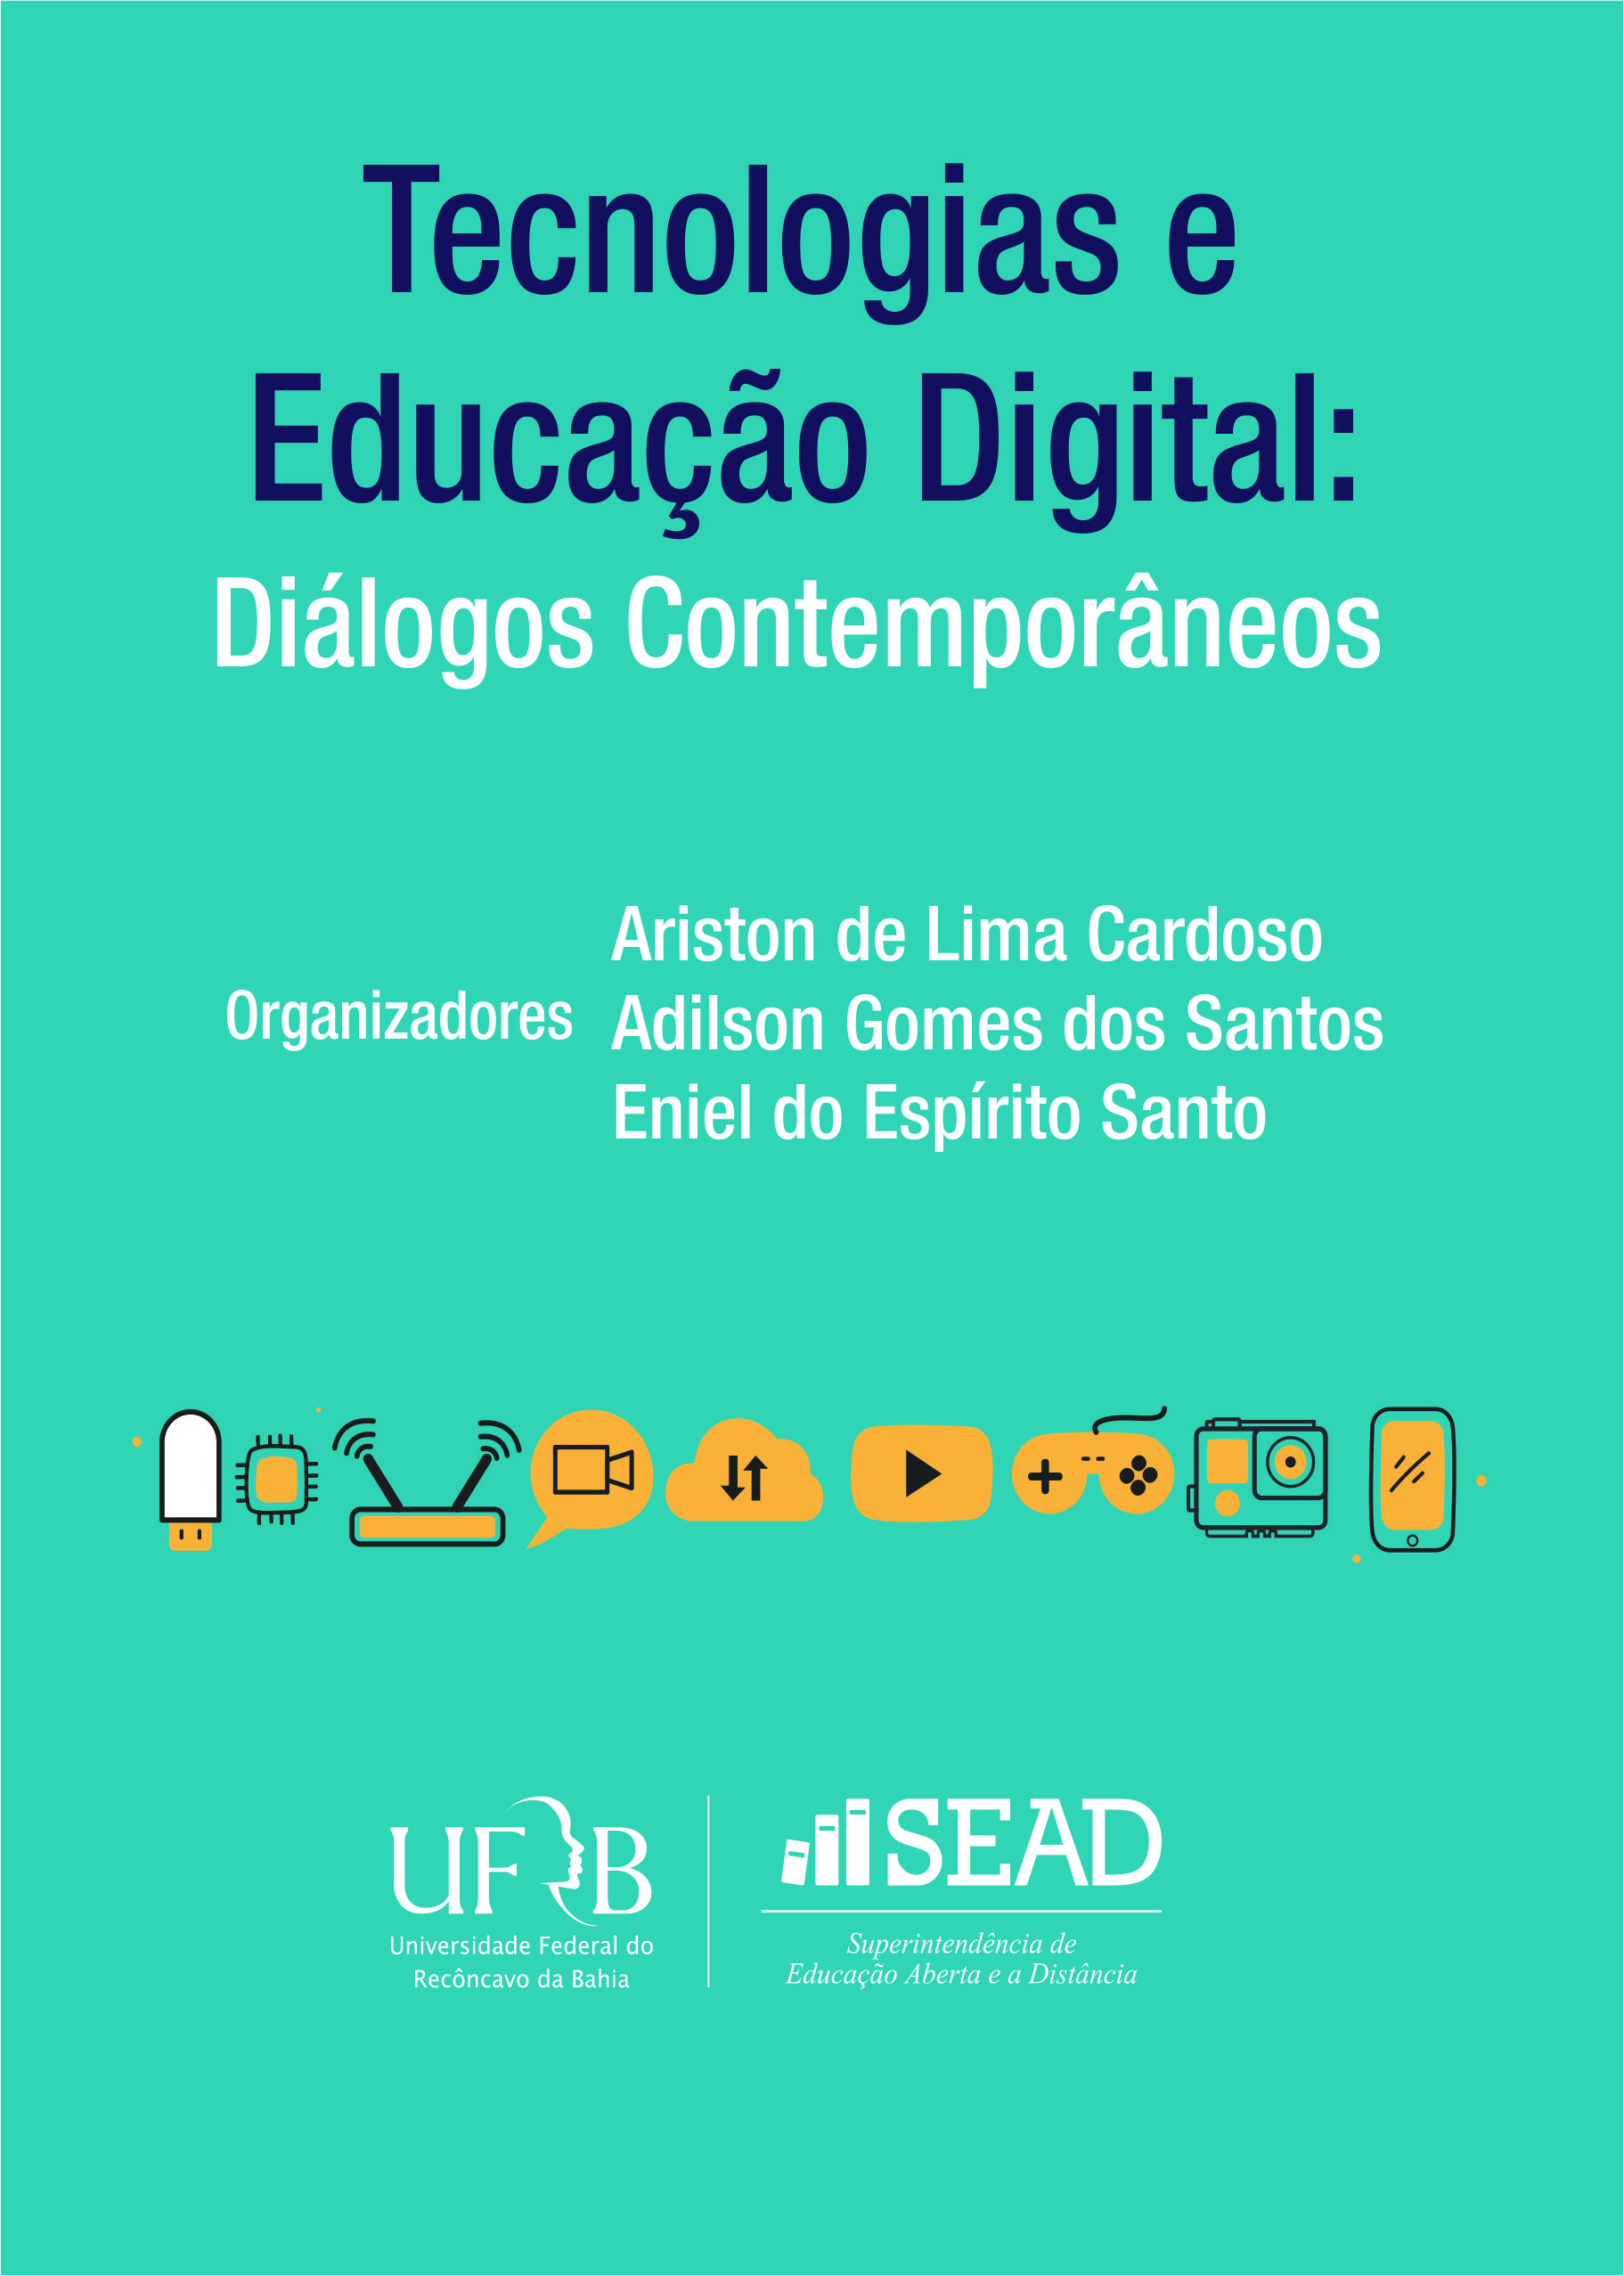 Tecnologias e
Educação Digital:
Diálogos Contemporâneos
Organizadores
Ariston de Lima Cardoso
Adilson Gomes dos Santos
Eniel do Espírito Santo
UFRB
Universidade Federal do
Recôncavo da Bahia
SEAD
Superintendência de
Educação Aberta e a Distância